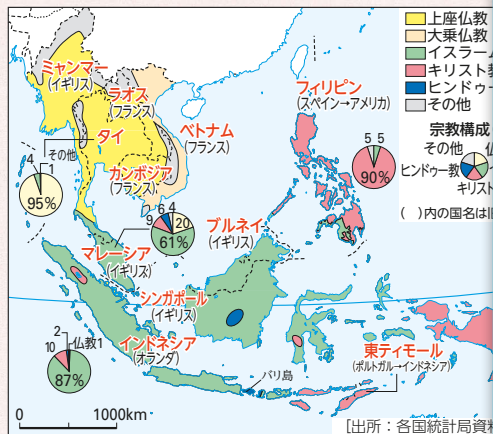 上座仏教
大乗仏教
イスラーム
キリスト教
ヒンドゥー
その他
宗教構成
その他 仏
ヒンドゥー教 イ
キリスト
( )内の国名は旧
ミャンマー
(イギリス)
ラオス
(フランス)
タイ
ベトナム
(フランス)
カンボジア
(フランス)
フィリピン
(スペイン→アメリカ)
5 5
90%
4 その他 1
95%
9 6 4 20
61%
マレーシア
(イギリス)
ブルネイ
(イギリス)
シンガポール
(イギリス)
インドネシア
(オランダ)
2
10 仏教1
87%
バリ島
東ティモール
(ポルトガル→インドネシア)
0 1000km
[出所:各国統計局資料